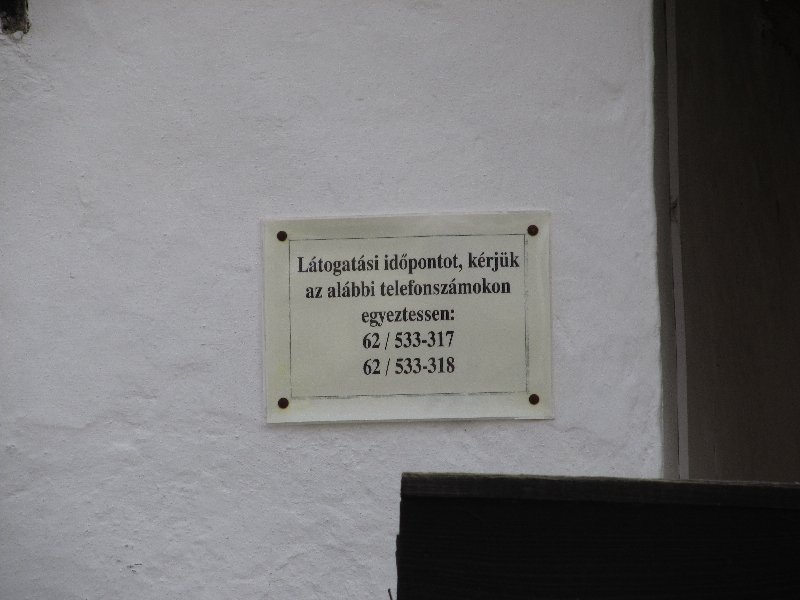 Látogatási időpontot, kérjük
az alábbi telefonszámokon
egyeztessen:
62 / 533-317
62 / 533-318